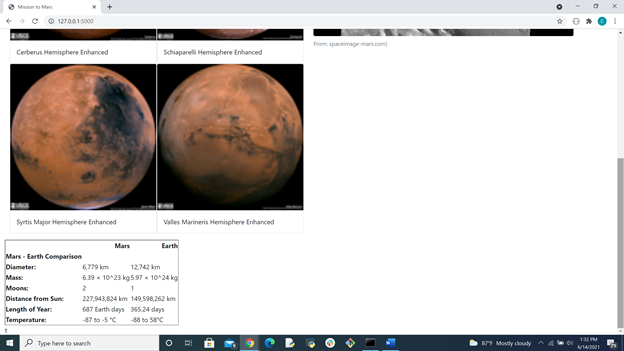 Mission to Mars
127.0.0.1:5000
Cerberus Hemisphere Enhanced
Schiaparelli Hemisphere Enhanced
From: spaceimage-mars.com)
USGS
USGS
Syrtis Major Hemisphere Enhanced
Valles Marineris Hemisphere Enhanced
Mars Earth
Mars - Earth Comparison
Diameter: 6,779 km 12,742 km
Mass: 6.39 × 10^23 kg 5.97 × 10^24 kg
Moons: 2 1
Distance from Sun: 227,943,824 km 149,598,262 km
Length of Year: 687 Earth days 365.24 days
Temperature: -87 to -5 °C -88 to 58°C
t
Type here to search
87°F Mostly cloudy
1:32 PM
6/14/2021